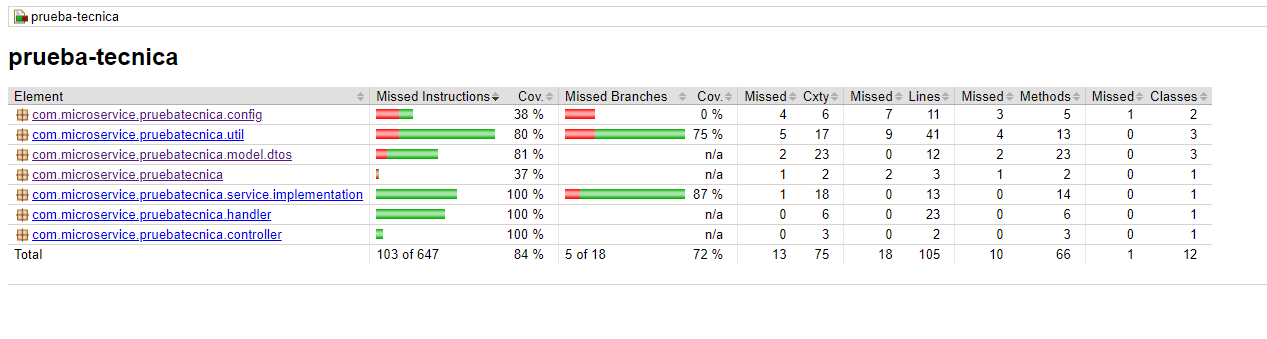 prueba-tecnica
prueba-tecnica
Element Missed Instructions Cov. Missed Branches Cov. Missed Cxty Missed Lines Missed Methods Missed Classes
com.microservice.pruebatecnica.config 38 % 0 % 4 6 7 11 3 5 1 2
com.microservice.pruebatecnica.util 80 % 75 % 5 17 9 41 4 13 0 3
com.microservice.pruebatecnica.model.dtos 81 % n/a 2 23 0 12 2 23 0 3
com.microservice.pruebatecnica 37 % n/a 1 2 2 3 1 2 0 1
com.microservice.pruebatecnica.service.implementation 100 % 87 % 1 18 0 13 0 14 0 1
com.microservice.pruebatecnica.handler 100 % n/a 0 6 0 23 0 6 0 1
com.microservice.pruebatecnica.controller 100 % n/a 0 3 0 2 0 3 0 1
Total 103 of 647 84 % 5 of 18 72 % 13 75 18 105 10 66 1 12